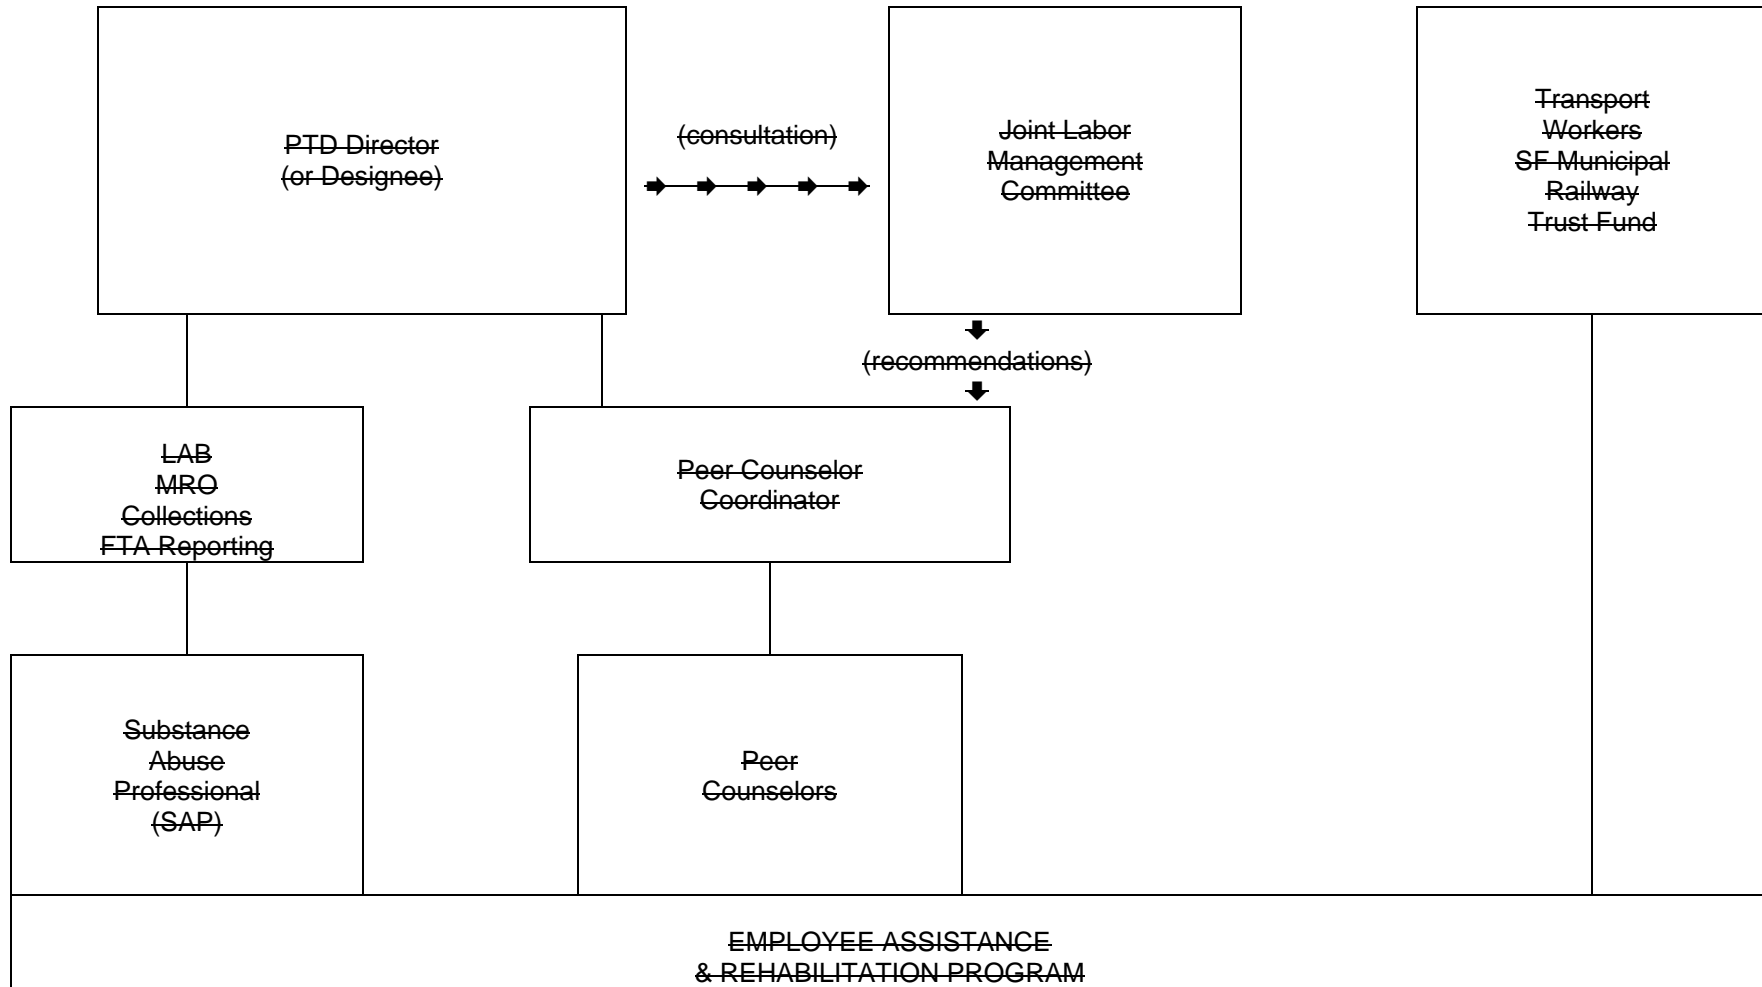 PTD Director
(or Designee)
(consultation)
Joint Labor
Management
Committee
Transport
Workers
SF Municipal
Railway
Trust Fund
(recommendations)
LAB
MRO
Collections
FTA Reporting
Peer Counselor
Coordinator
Substance
Abuse
Professional
(SAP)
Peer
Counselors
EMPLOYEE ASSISTANCE
& REHABILITATION PROGRAM